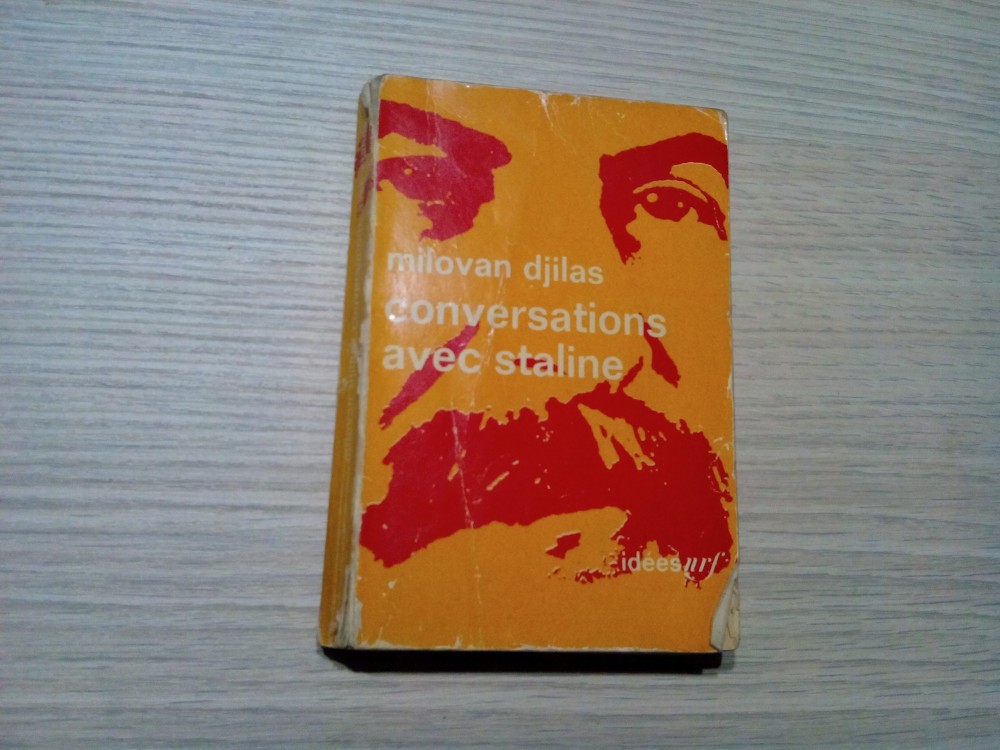 milovan djilas
conversations
avec staline
idées nrf